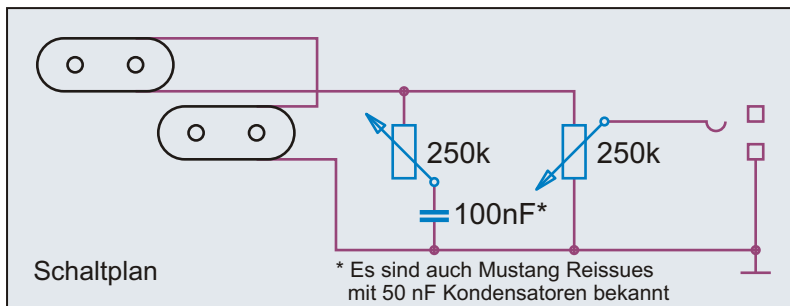 250k
250k
100nF*
Schaltplan
* Es sind auch Mustang Reissues
mit 50 nF Kondensatoren bekannt